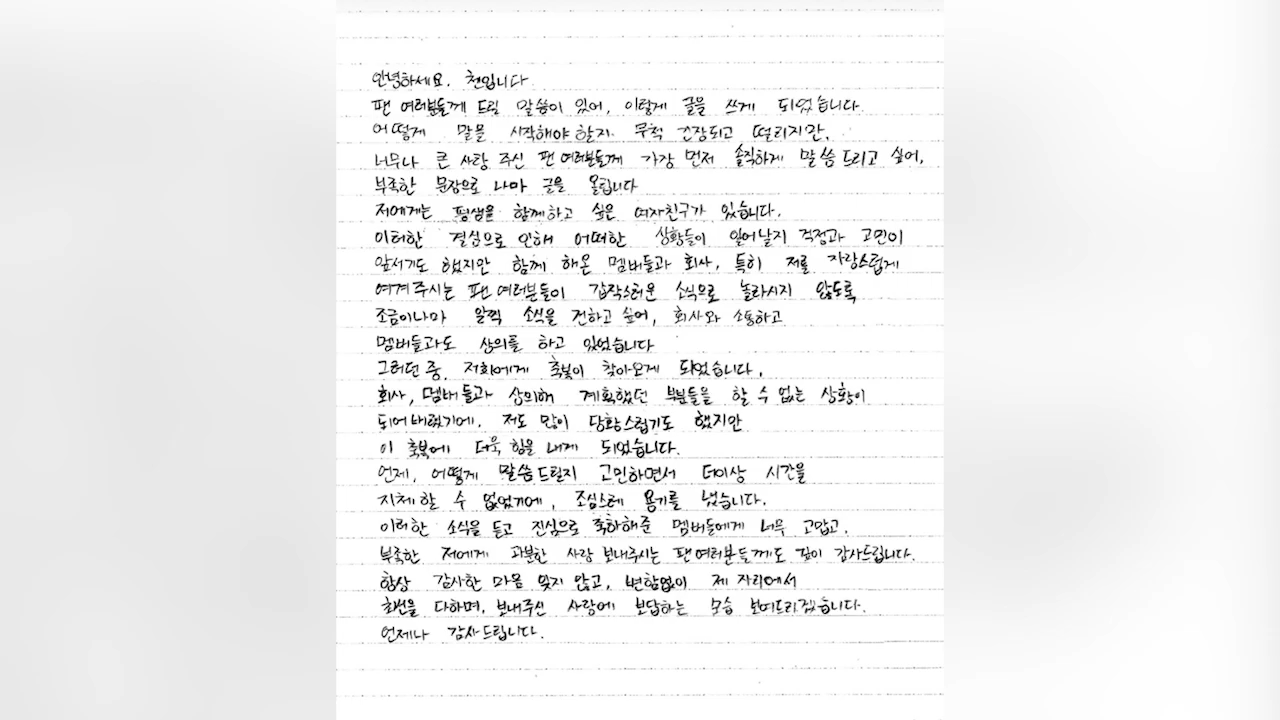 안녕하세요. 첸입니다.
팬 여러분들께 드릴 말씀이 있어, 이렇게 글을 쓰게 되었습니다.
어떻게 말을 시작해야 할지 무척 긴장되고 떨리지만,
너무나 큰 사랑 주신 팬 여러분들께 가장 먼저 솔직하게 말씀드리고 싶어,
부족한 문장으로 나마 글을 올립니다
저에게는 평생을 함께하고 싶은 여자친구가 있습니다.
이러한 결심으로 인해 어떠한 상황들이 일어날지 걱정과 고민이
앞서기도 했지만 함께 해온 멤버들과 회사, 특히 저를 자랑스럽게
여겨주시는 팬 여러분들이 갑작스러운 소식으로 놀라시지 않도록
조금이나마 일찍 소식을 전하고 싶어, 회사와 소통하고
멤버들과도 상의를 하고 있었습니다
그러던 중, 저희에게 축복이 찾아오게 되었습니다.
회사, 멤버들과 상의해 계획했던 부분들을 할 수 없는 상황이
되어버렸기에. 저도 많이 당황스럽기도 했지만
이 축복에 더욱 힘을 내게 되었습니다.
언제, 어떻게 말씀드릴지 고민하면서 더이상 시간을
지체할 수 없었기에, 조심스레 용기를 냈습니다.
이러한 소식을 듣고 진심으로 축하해준 멤버들에게 너무 고맙고,
부족한 저에게 과분한 사랑 보내주시는 팬여러분들께도 깊이 감사드립니다.
항상 감사한 마음 잊지 않고, 변함없이 제 자리에서
최선을 다하며, 보내주신 사랑에 보답하는 모습 보여드리겠습니다.
언제나 감사드립니다.